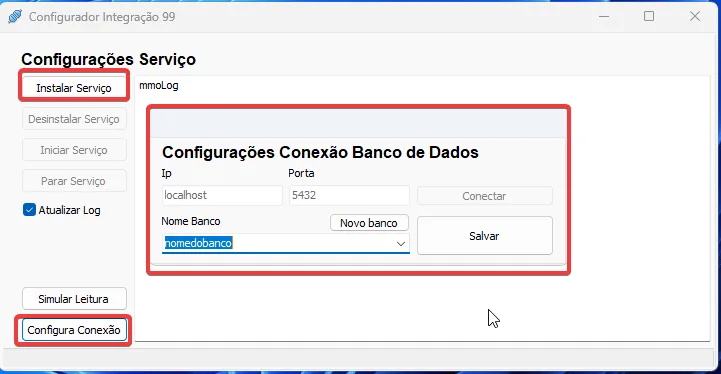 Configurador Integração 99
Configurações Serviço
Instalar Serviço
mmoLog
Desinstalar Serviço
Iniciar Serviço
Parar Serviço
Atualizar Log
Configurações Conexão Banco de Dados
Ip
Porta
localhost
5432
Conectar
Nome Banco
Novo banco
nomedobanco
Salvar
Simular Leitura
Configura Conexão